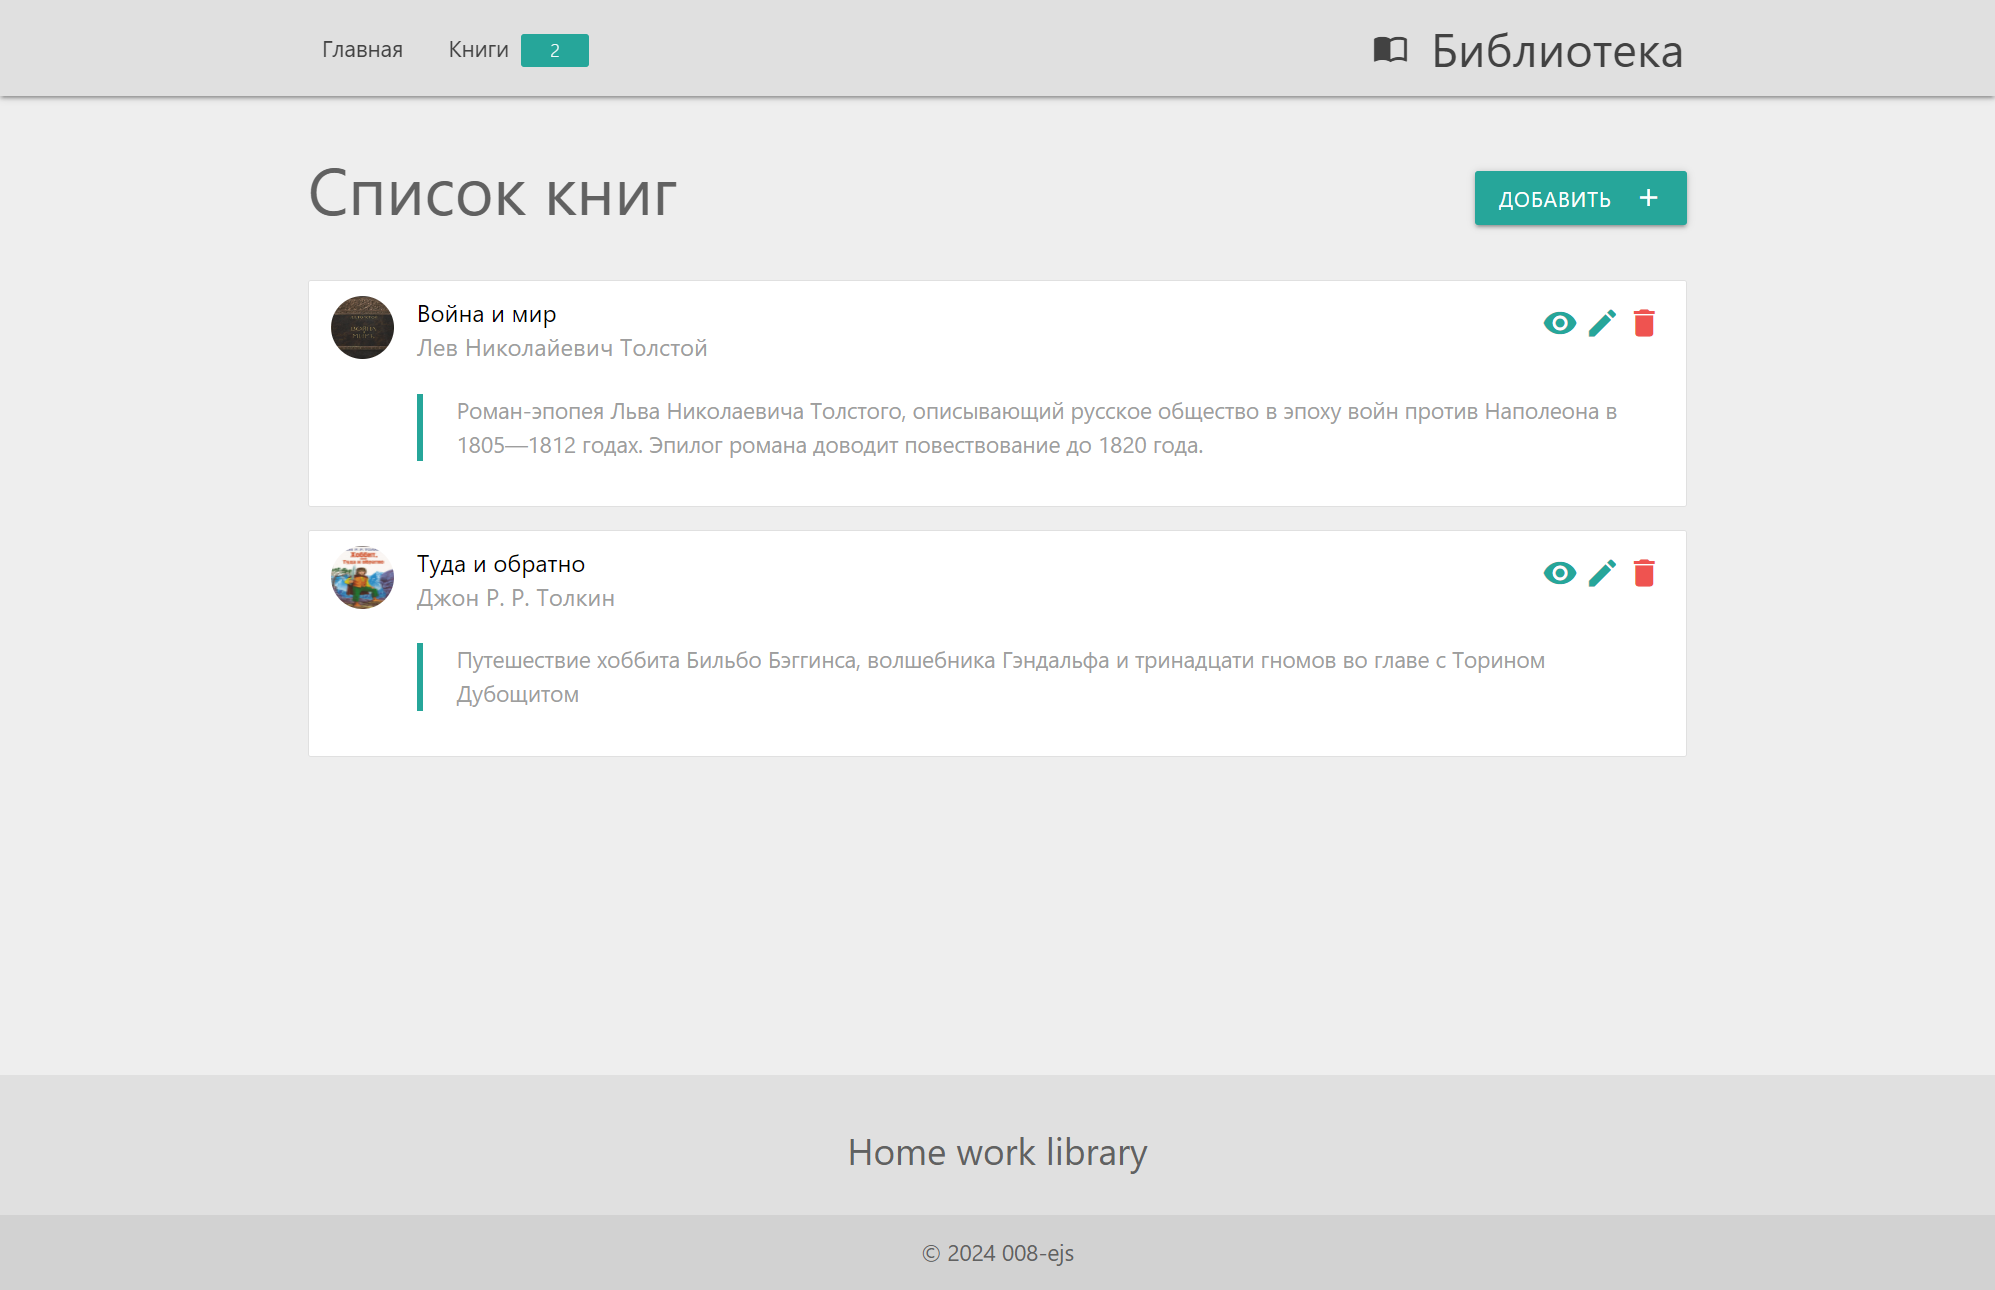 Главная Книги 2 Библиотека
Список книг
ДОБАВИТЬ +
Война и мир
Лев Николайевич Толстой
Роман-эпопея Льва Николаевича Толстого, описывающий русское общество в эпоху войн против Наполеона в
1805—1812 годах. Эпилог романа доводит повествование до 1820 года.
Туда и обратно
Джон Р. Р. Толкин
Путешествие хоббита Бильбо Бэггинса, волшебника Гэндальфа и тринадцати гномов во главе с Торином
Дубощитом
Home work library
© 2024 008-ejs